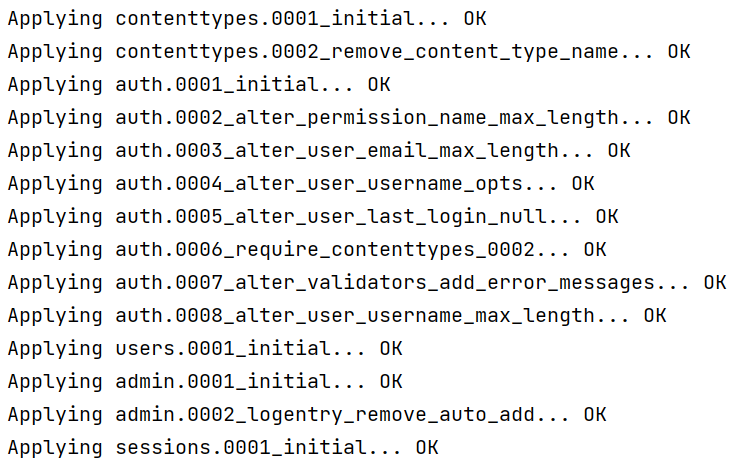 Applying contenttypes.0001_initial... OK
Applying contenttypes.0002_remove_content_type_name... OK
Applying auth.0001_initial... OK
Applying auth.0002_alter_permission_name_max_length... OK
Applying auth.0003_alter_user_email_max_length... OK
Applying auth.0004_alter_user_username_opts... OK
Applying auth.0005_alter_user_last_login_null... OK
Applying auth.0006_require_contenttypes_0002... OK
Applying auth.0007_alter_validators_add_error_messages... OK
Applying auth.0008_alter_user_username_max_length... OK
Applying users.0001_initial... OK
Applying admin.0001_initial... OK
Applying admin.0002_logentry_remove_auto_add... OK
Applying sessions.0001_initial... OK